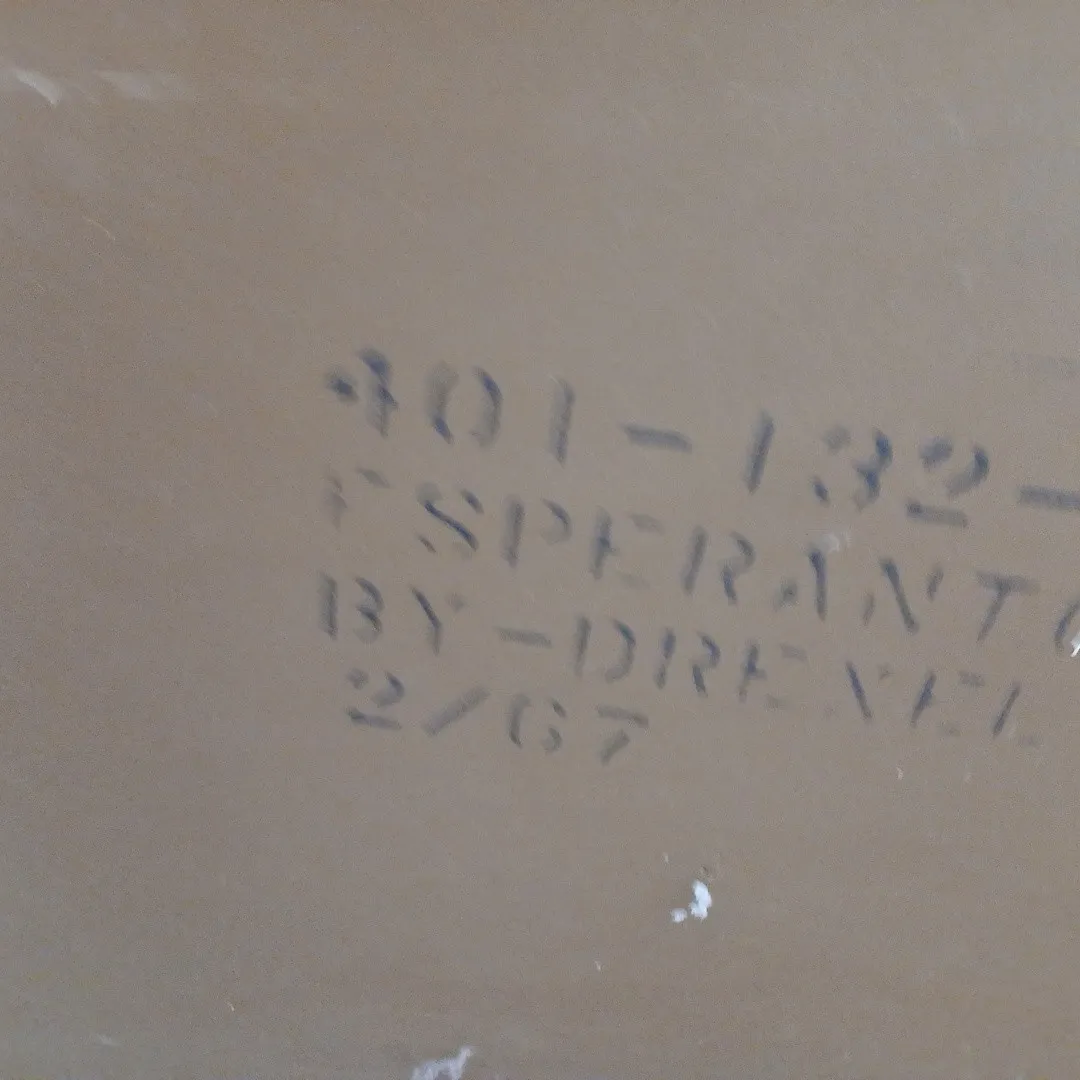 401-132-
ESPERANTO
BY-DREXEL
2/67